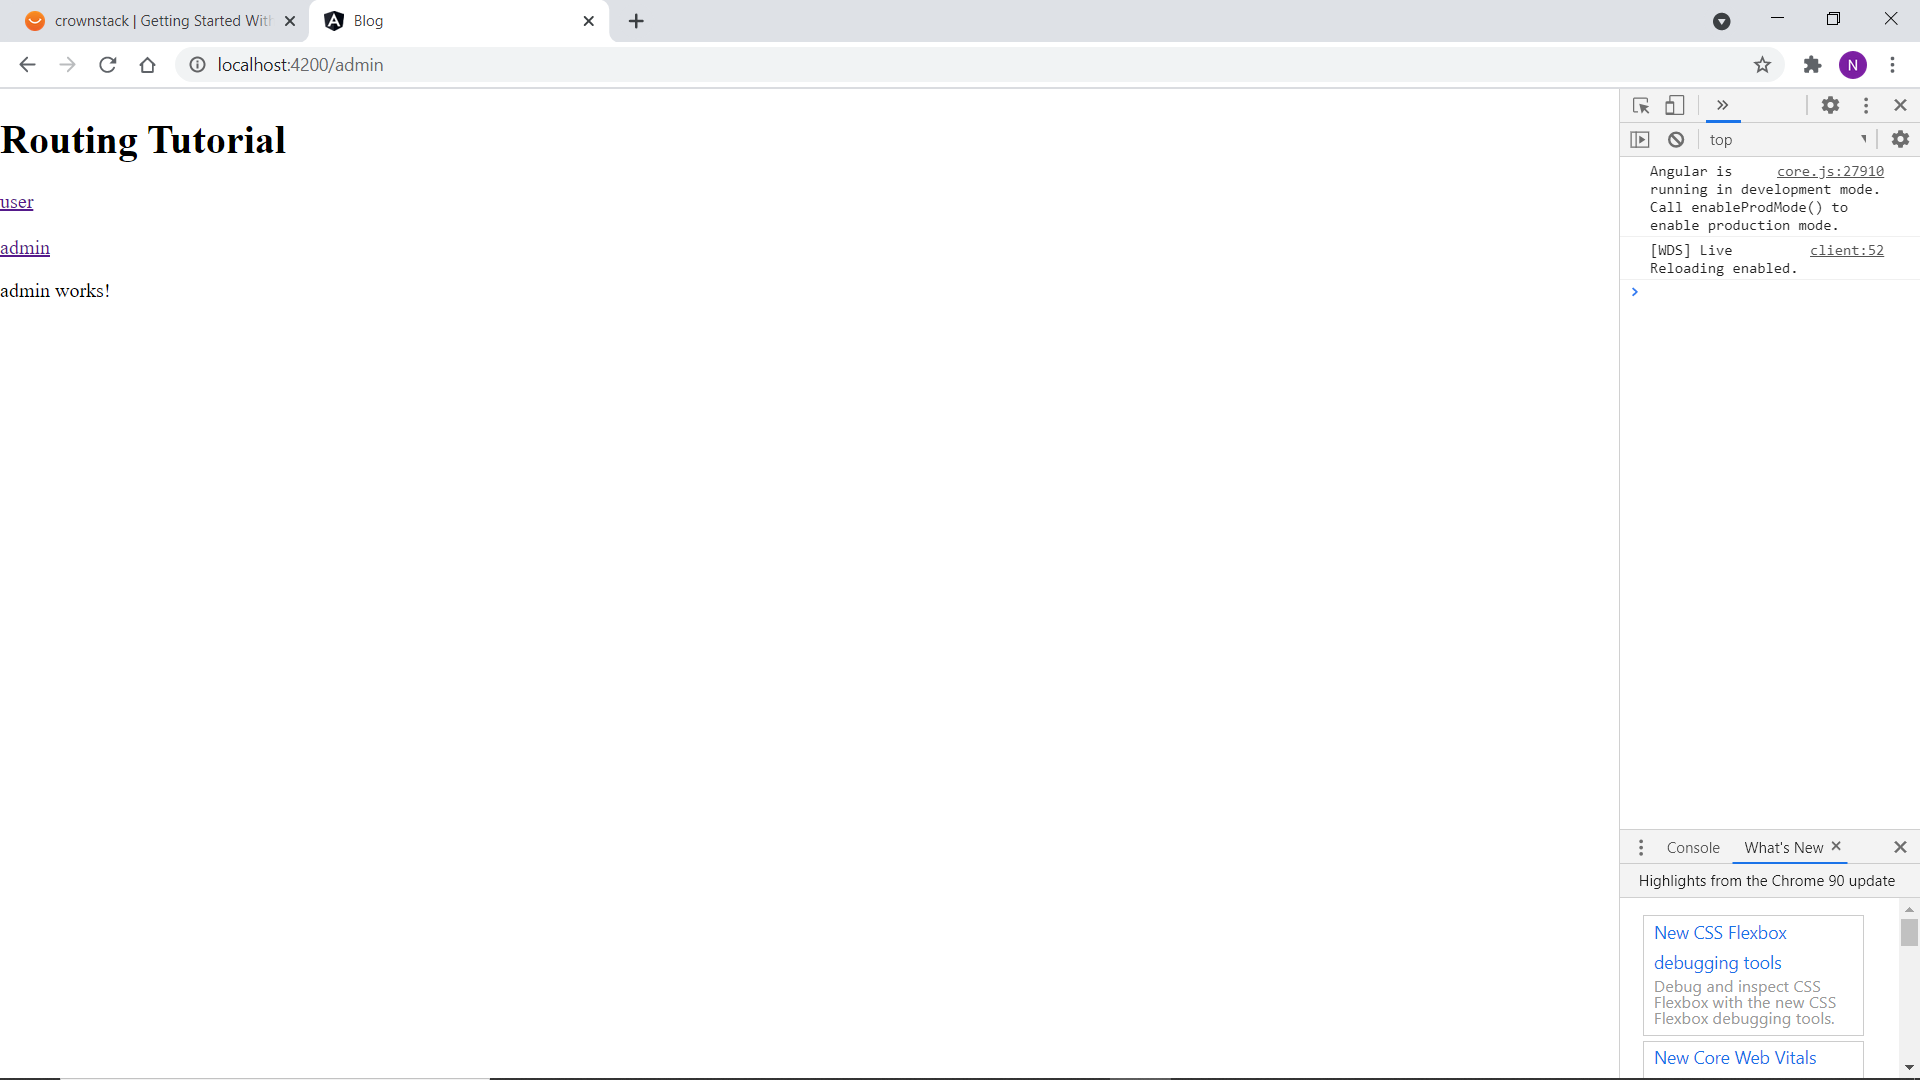 crownstack | Getting Started With
Blog
localhost:4200/admin
N
Routing Tutorial
user
admin
admin works!
top
Angular is core.js:27910
running in development mode.
Call enableProdMode() to
enable production mode.
[WDS] Live client:52
Reloading enabled.
Console What's New
Highlights from the Chrome 90 update
New CSS Flexbox
debugging tools
Debug and inspect CSS
Flexbox with the new CSS
Flexbox debugging tools.
New Core Web Vitals